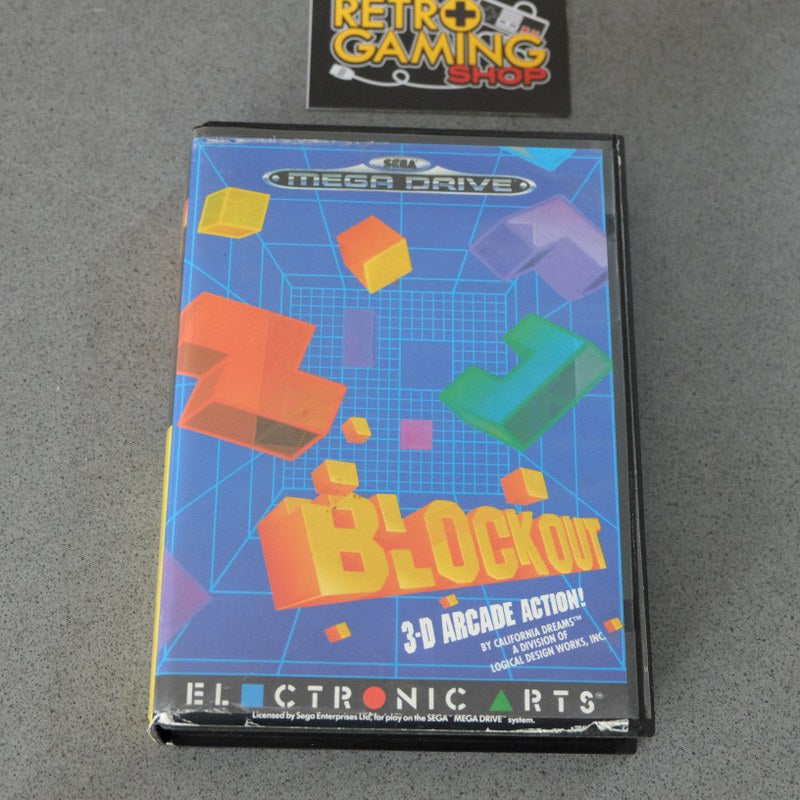 RETRO
GAMING
SHOP
SEGA
MEGA DRIVE
BLOCKOUT
3-D ARCADE ACTION!
BY CALIFORNIA DREAMS™
A DIVISION OF
LOGICAL DESIGN WORKS, INC.
ELECTRONIC ARTS™
Licensed by Sega Enterprises Ltd, for play on the SEGA™ MEGA DRIVE™ system.